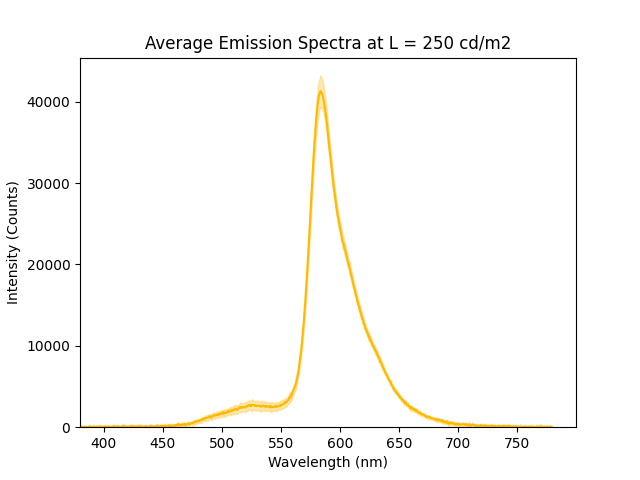 Average Emission Spectra at L = 250 cd/m2
40000
30000
20000
10000
0
Intensity (Counts)
400 450 500 550 600 650 700 750
Wavelength (nm)